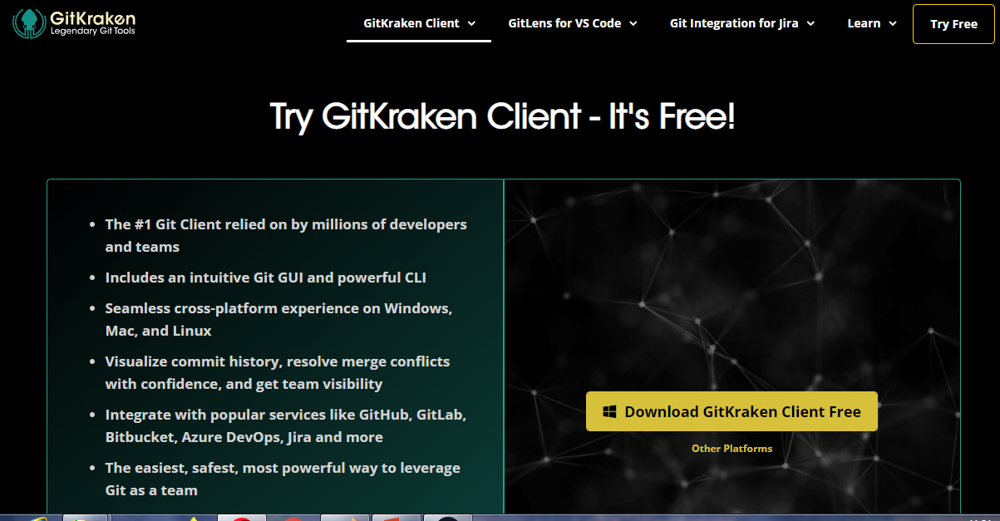 GitKraken
Legendary Git Tools
GitKraken Client
GitLens for VS Code
Git Integration for Jira
Learn
Try Free
Try GitKraken Client - It's Free!
• The #1 Git Client relied on by millions of developers
and teams
• Includes an intuitive Git GUI and powerful CLI
• Seamless cross-platform experience on Windows,
Mac, and Linux
• Visualize commit history, resolve merge conflicts
with confidence, and get team visibility
• Integrate with popular services like GitHub, GitLab,
Bitbucket, Azure DevOps, Jira and more
• The easiest, safest, most powerful way to leverage
Git as a team
Download GitKraken Client Free
Other Platforms